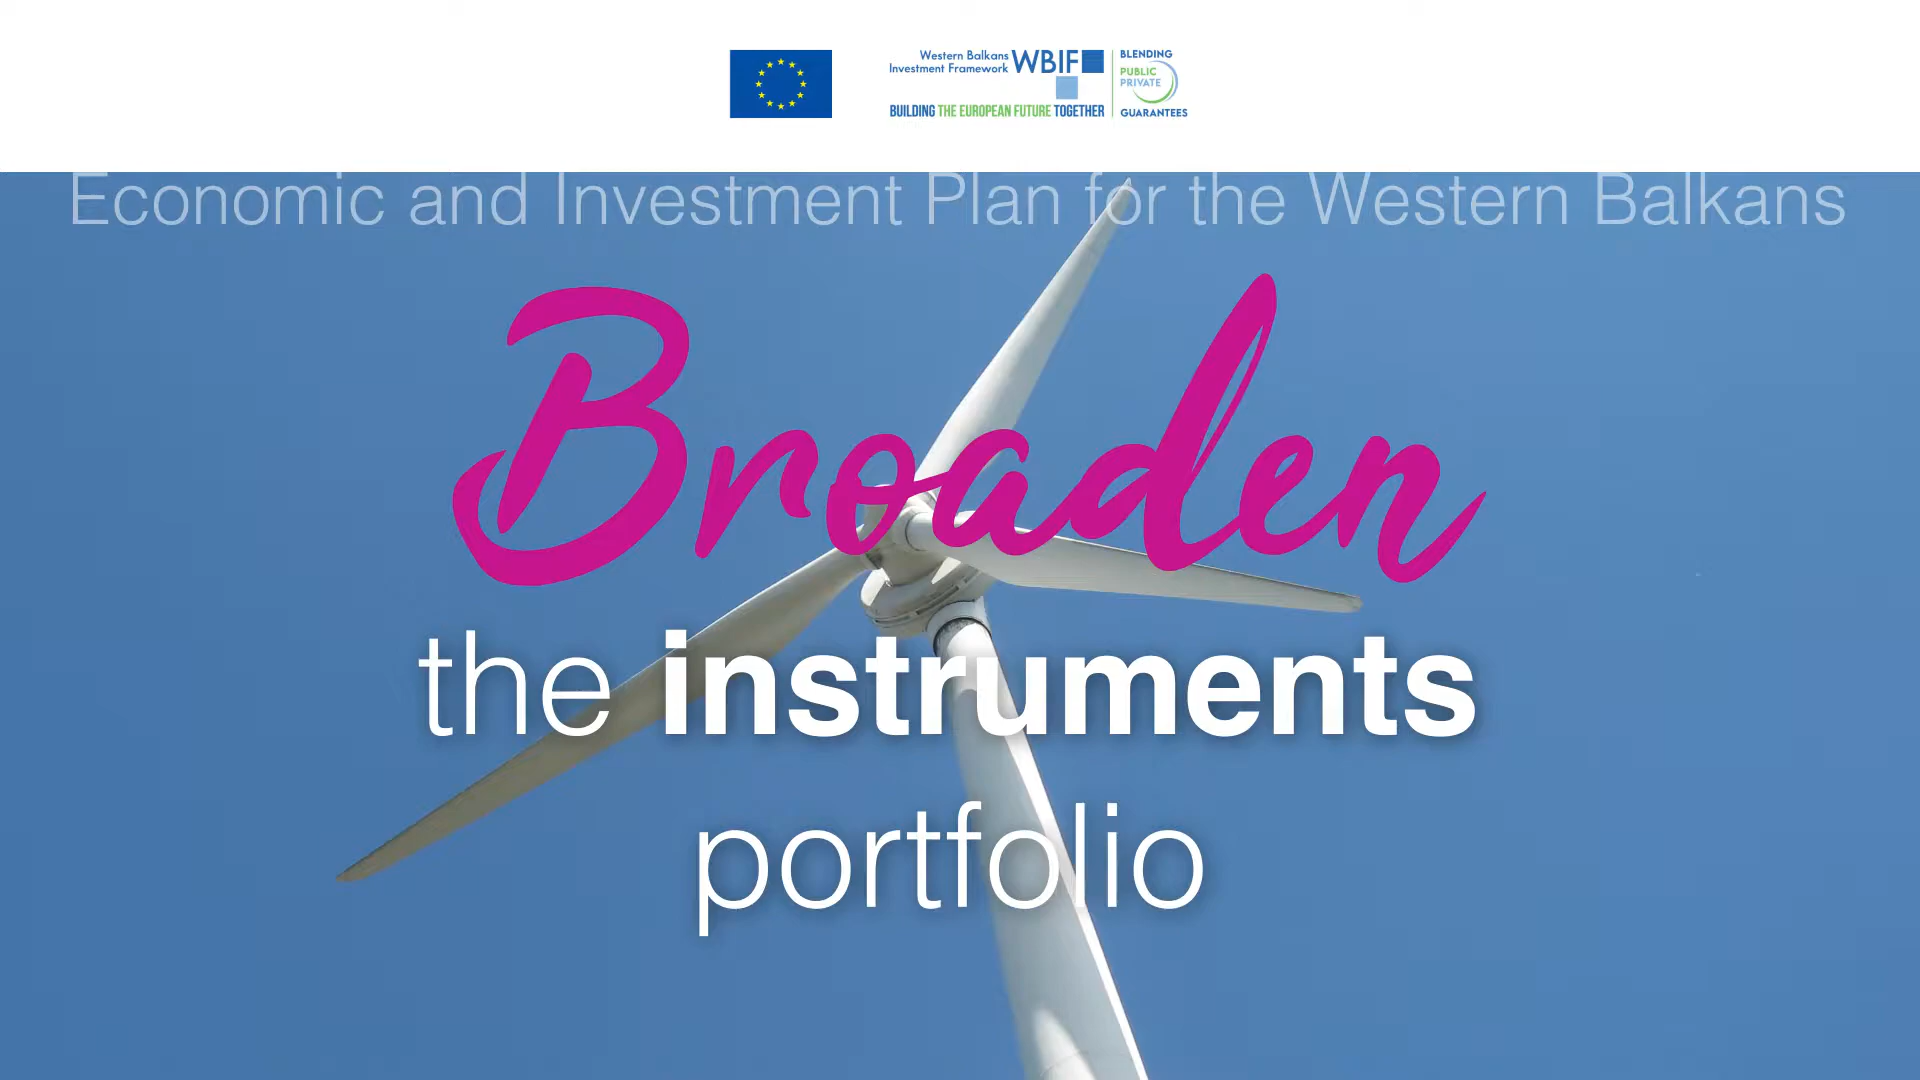 Western Balkans
Investment Framework
WBIF
BUILDING THE EUROPEAN FUTURE TOGETHER
BLENDING
PUBLIC
PRIVATE
GUARANTEES
Economic and Investment Plan for the Western Balkans
Broaden
the instruments
portfolio